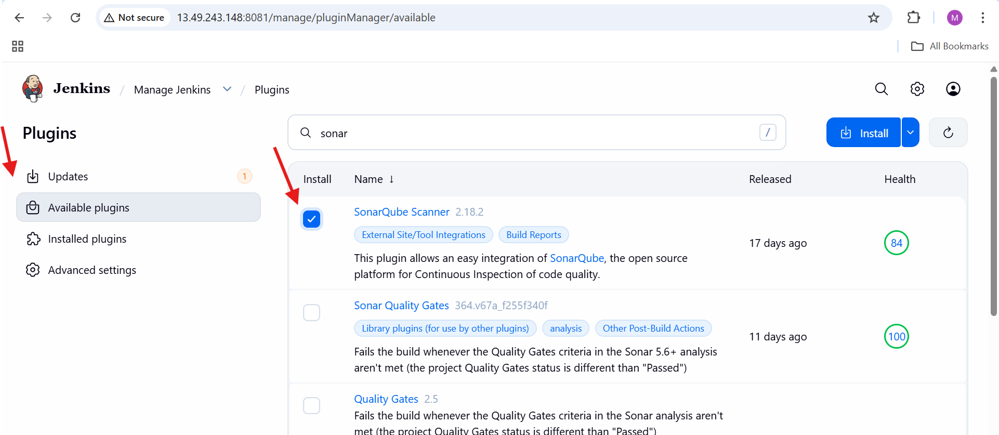 Not secure
13.49.243.148:8081/manage/pluginManager/available
M
All Bookmarks
Jenkins / Manage Jenkins / Plugins
Plugins
sonar
/
Install
Updates
1
Available plugins
Installed plugins
Advanced settings
Install Name ↓ Released Health
SonarQube Scanner 2.18.2
External Site/Tool Integrations Build Reports
This plugin allows an easy integration of SonarQube, the open source
platform for Continuous Inspection of code quality.
17 days ago
84
Sonar Quality Gates 364.v67a_f255f340f
Library plugins (for use by other plugins) analysis Other Post-Build Actions
Fails the build whenever the Quality Gates criteria in the Sonar 5.6+ analysis
aren't met (the project Quality Gates status is different than "Passed")
11 days ago
100
Quality Gates 2.5
Fails the build whenever the Quality Gates criteria in the Sonar analysis aren't
met (the project Quality Gates status is different than "Passed")